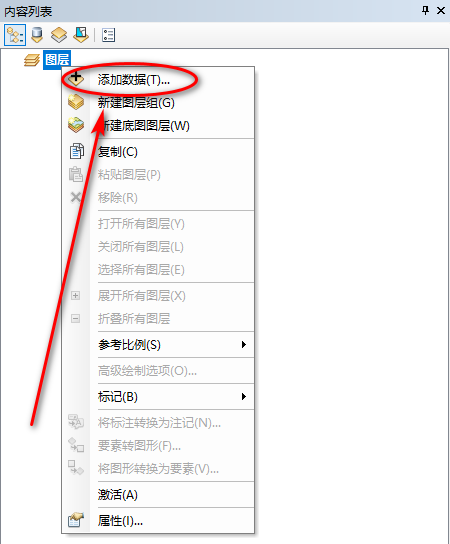 内容列表
图层
添加数据(T)...
新建图层组(G)
新建底图图层(W)
复制(C)
粘贴图层(P)
移除(R)
打开所有图层(Y)
关闭所有图层(L)
选择所有图层(E)
展开所有图层(X)
折叠所有图层
参考比例(S)
高级绘制选项(O)...
标记(B)
将标注转换为注记(N)...
要素转图形(F)...
将图形转换为要素(V)...
激活(A)
属性(I)...